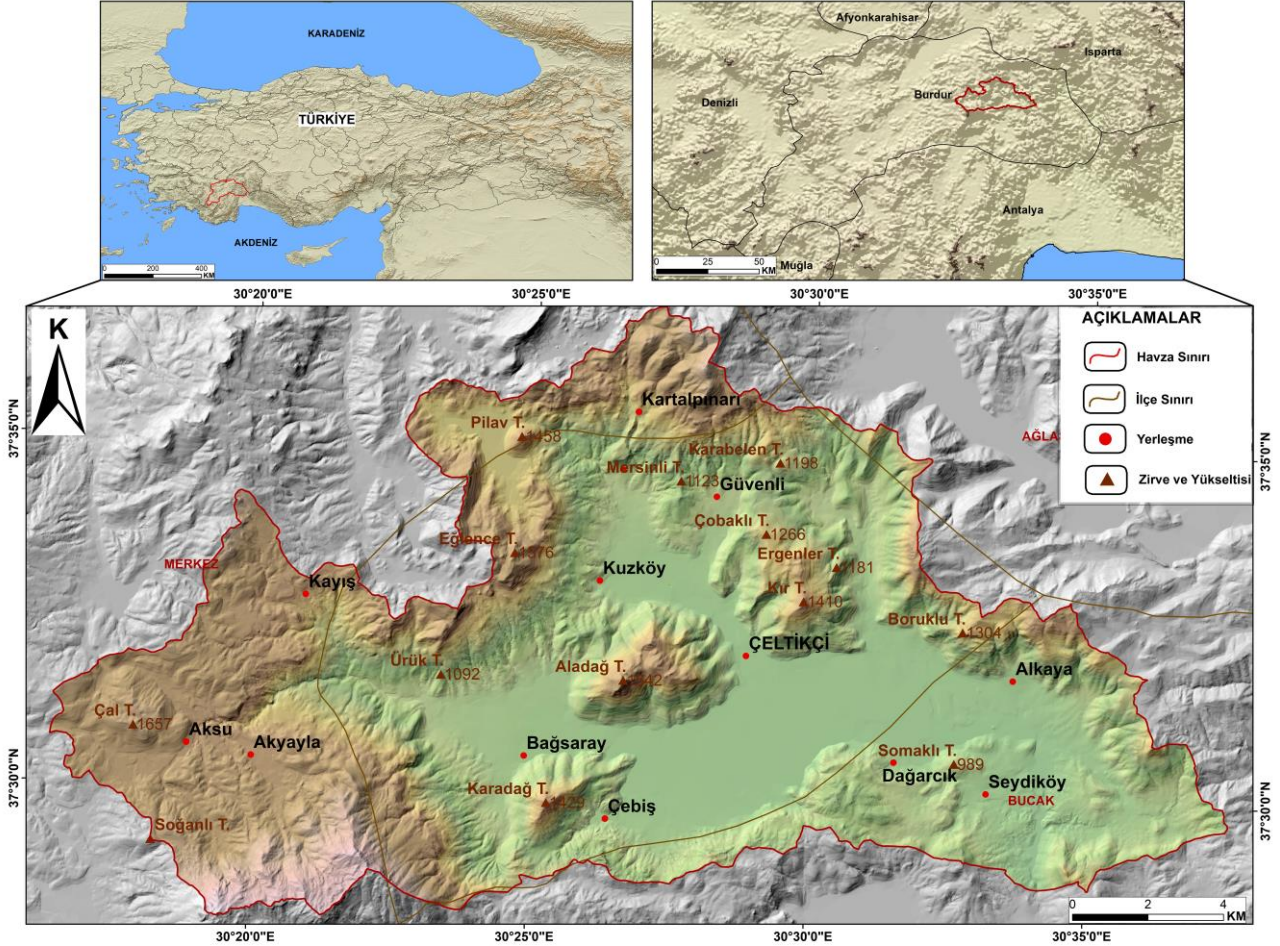 KARADENİZ
TÜRKİYE
AKDENİZ
0 200 400
KM
Afyonkarahisar
Isparta
Burdur
Denizli
Antalya
Muğla
0 25 50
KM
30°20'0"E 30°25'0"E 30°30'0"E 30°35'0"E
K
AÇIKLAMALAR
Havza Sınırı
İlçe Sınırı
Yerleşme
Zirve ve Yükseltisi
37°35'0"N
37°35'0"N
Kartalpınarı
Pilav T.
1458
AĞLA
Karabelen T.
1198
Mersinli T.
1123
Güvenli
Çobaklı T.
1266
Eğlence T.
1576
Ergenler T.
1181
MERKEZ
Kayış
Kuzköy
Kır T.
1410
Boruklu T.
1304
ÇELTİKÇİ
Ürük T.
1092
Aladağ T.
Alkaya
Çal T.
1657
Aksu
Akyayla
Bağsaray
Somaklı T.
989
Dağarcık
37°30'0"N
37°30'0"N
Karadağ T.
Çebiş
Seydiköy
BUCAK
Soğanlı T.
0 2 4
KM
30°20'0"E 30°25'0"E 30°30'0"E 30°35'0"E